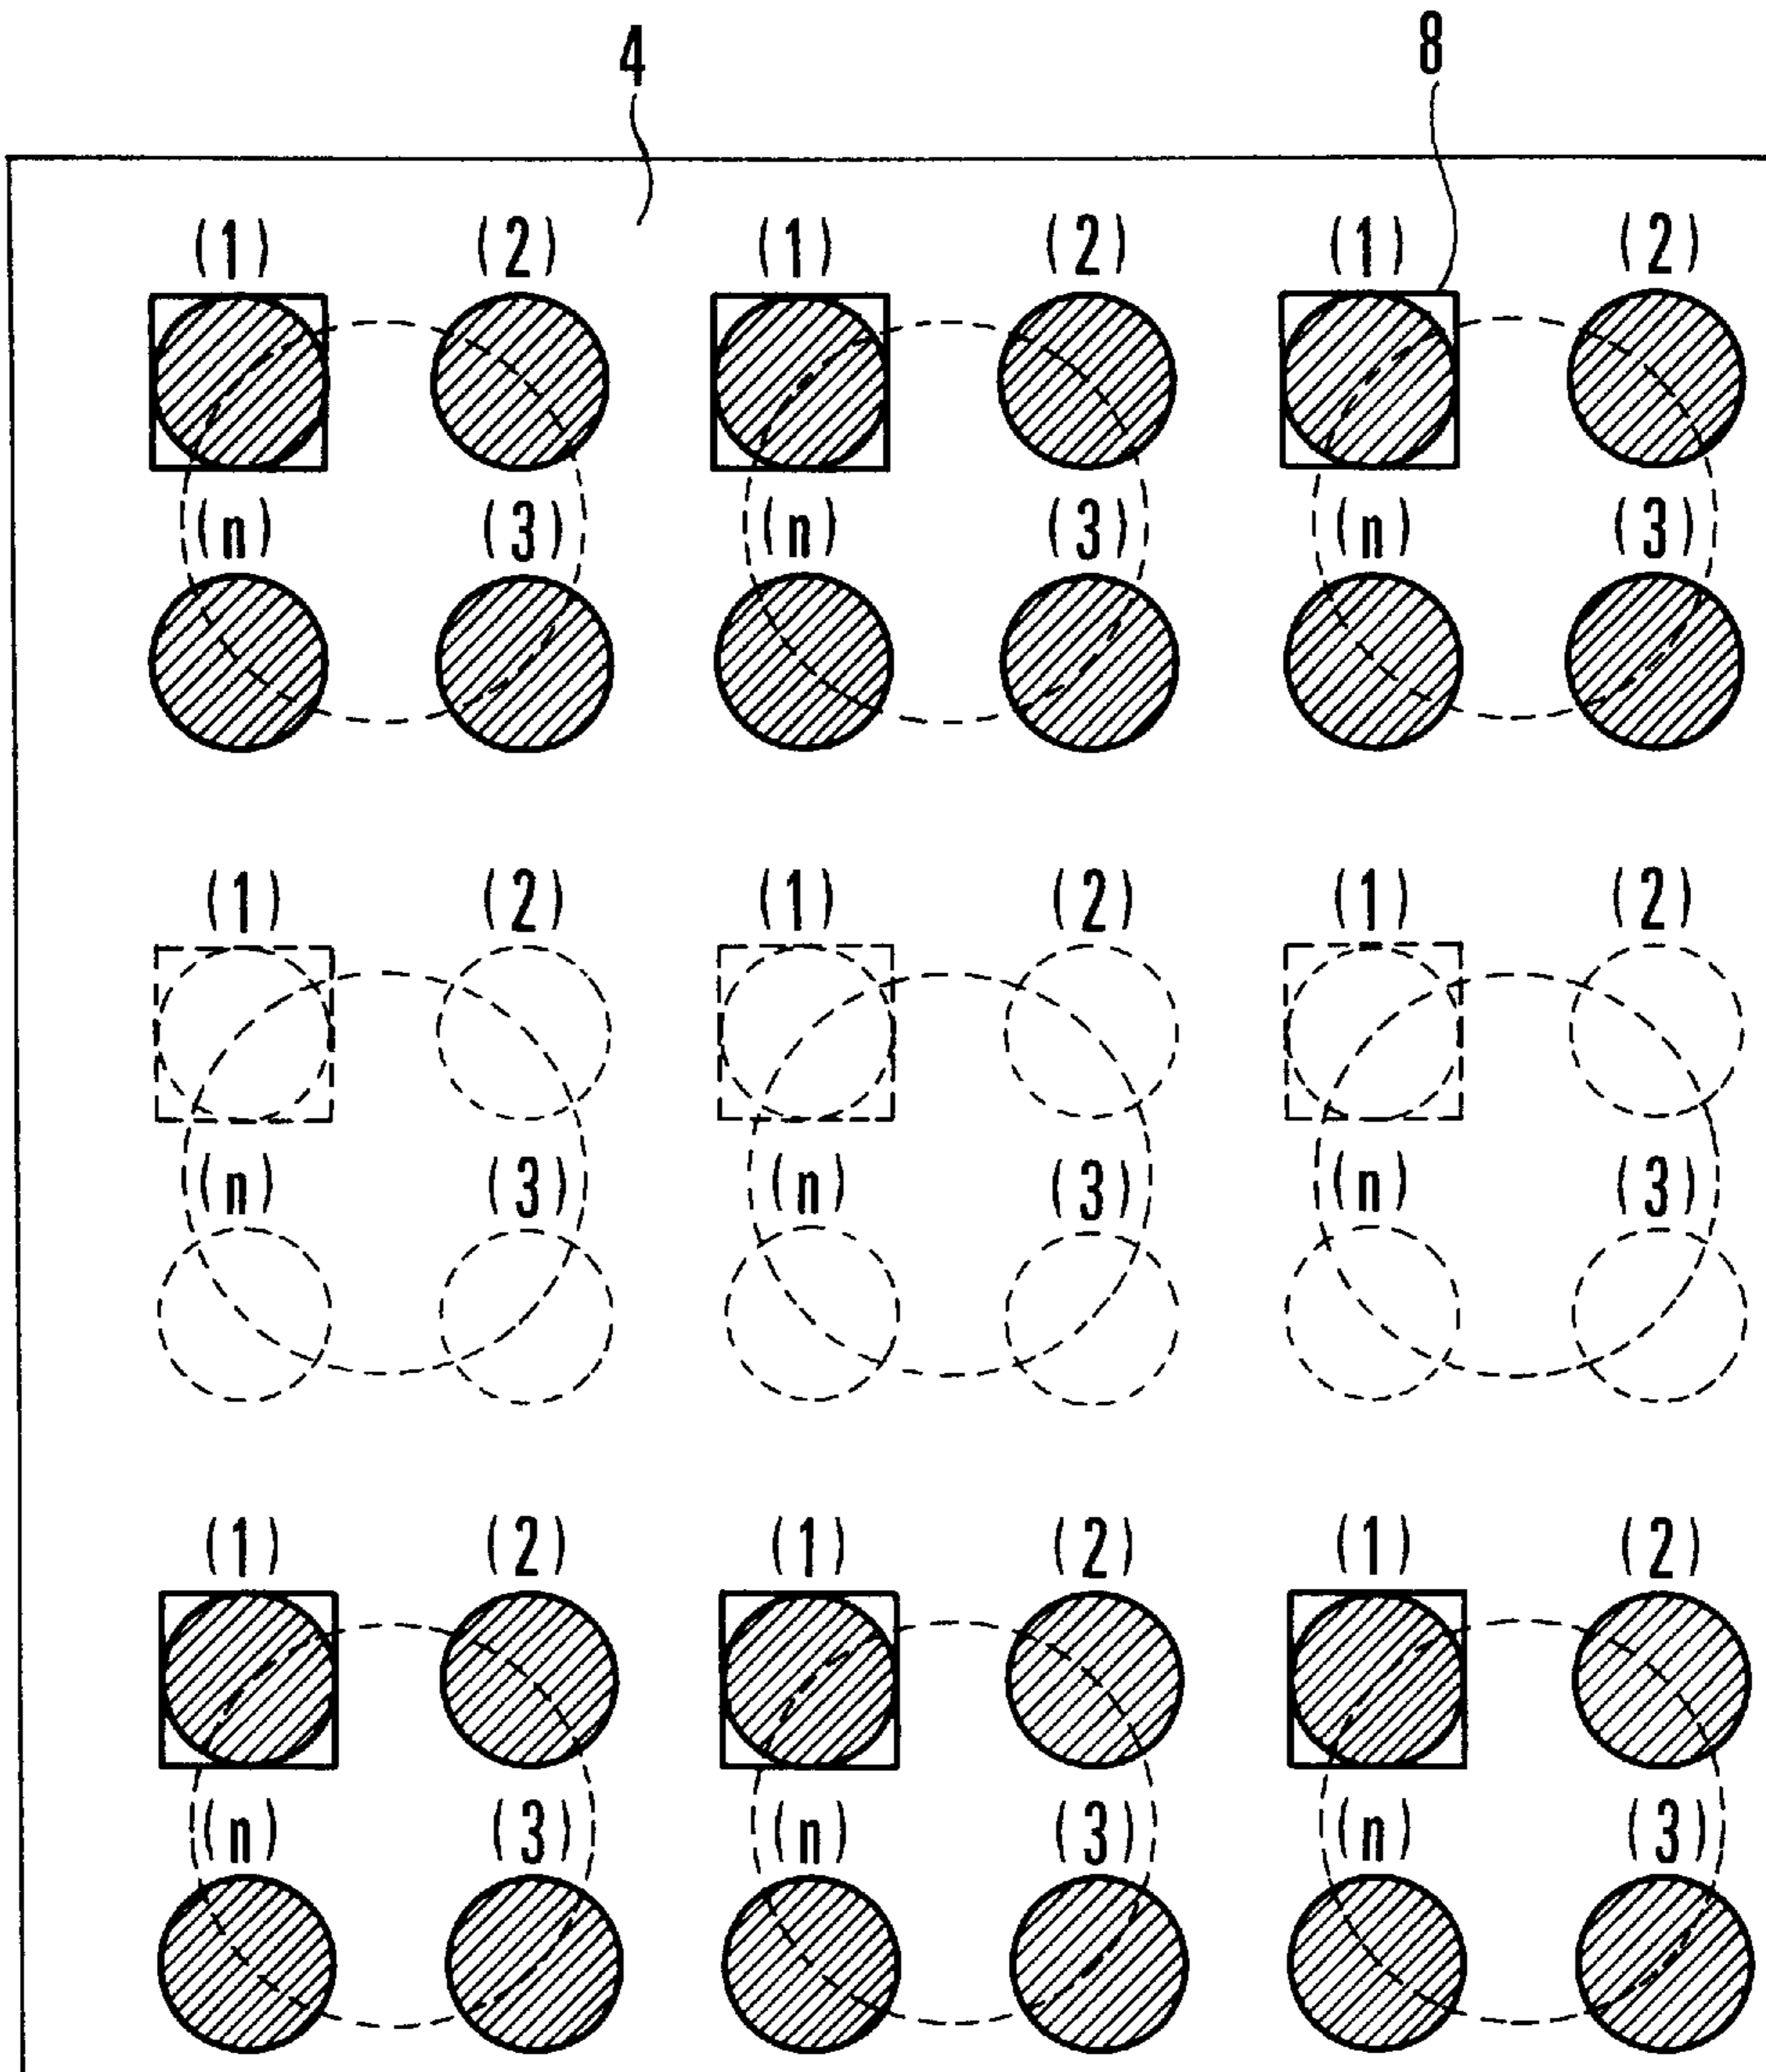 4 8
(1) (2) (1) (2) (1) (2)
(n) (3) (n) (3) (n) (3)
(1) (2) (1) (2) (1) (2)
(n) (3) (n) (3) (n) (3)
(1) (2) (1) (2) (1) (2)
(n) (3) (n) (3) (n) (3)